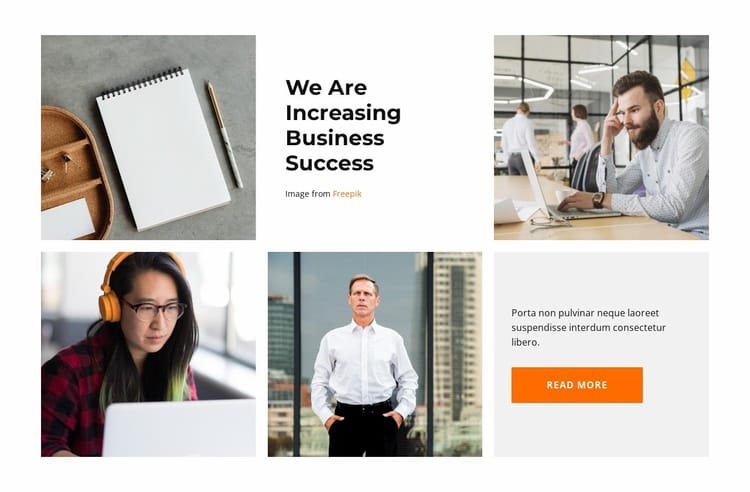 We Are
Increasing
Business
Success
Image from Freepik
Porta non pulvinar neque laoreet
suspendisse interdum consectetur
libero.
READ MORE